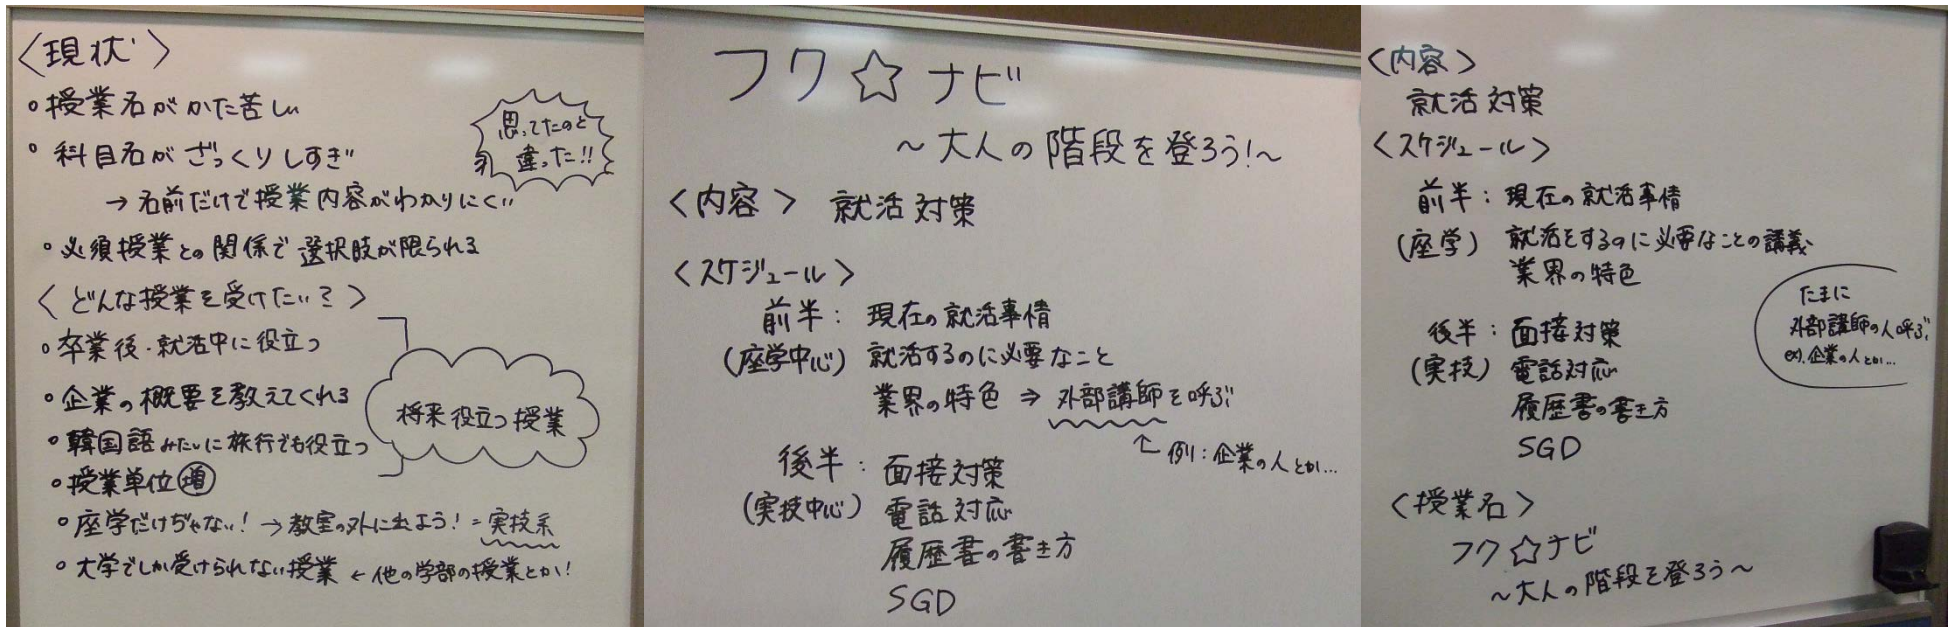 〈現状〉
・授業名がかた苦しい
・科目名がざっくりしすぎ
→名前だけで授業内容がわかりにくい
思ってたのと
違った!!
・必須授業との関係で選択肢が限られる
〈どんな授業を受けたい?〉
・卒業後・就活中に役立つ
・企業の概要を教えてくれる
・韓国語みたいに旅行でも役立つ
・授業単位増
・座学だけぢゃない!→教室の外に出よう!=実技系
・大学でしか受けられない授業←他の学部の授業とか!
将来役立つ授業
フク☆ナビ
~大人の階段を登ろう!~
〈内容〉就活対策
〈スケジュール〉
前半:現在の就活事情
(座学中心)就活するのに必要なこと
業界の特色⇒外部講師を呼ぶ
←例:企業の人とか…
後半:面接対策
(実技中心)電話対応
履歴書の書き方
SGD
〈内容〉
就活対策
〈スケジュール〉
前半:現在の就活事情
(座学)就活をするのに必要なことの講義
業界の特色
たまに
外部講師の人呼ぶ
ex).企業の人とか…
後半:面接対策
(実技)電話対応
履歴書の書き方
SGD
〈授業名〉
フク☆ナビ
~大人の階段を登ろう~